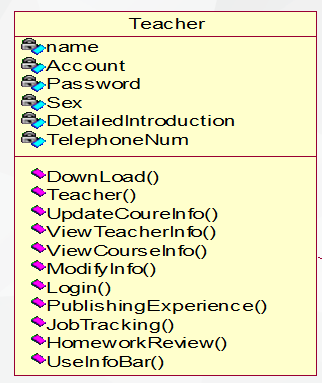 Teacher
name
Account
Password
Sex
DetailedIntroduction
TelephoneNum
DownLoad()
Teacher()
UpdateCoureInfo()
ViewTeacherInfo()
ViewCourseInfo()
ModifyInfo()
Login()
PublishingExperience()
JobTracking()
HomeworkReview()
UseInfoBar()